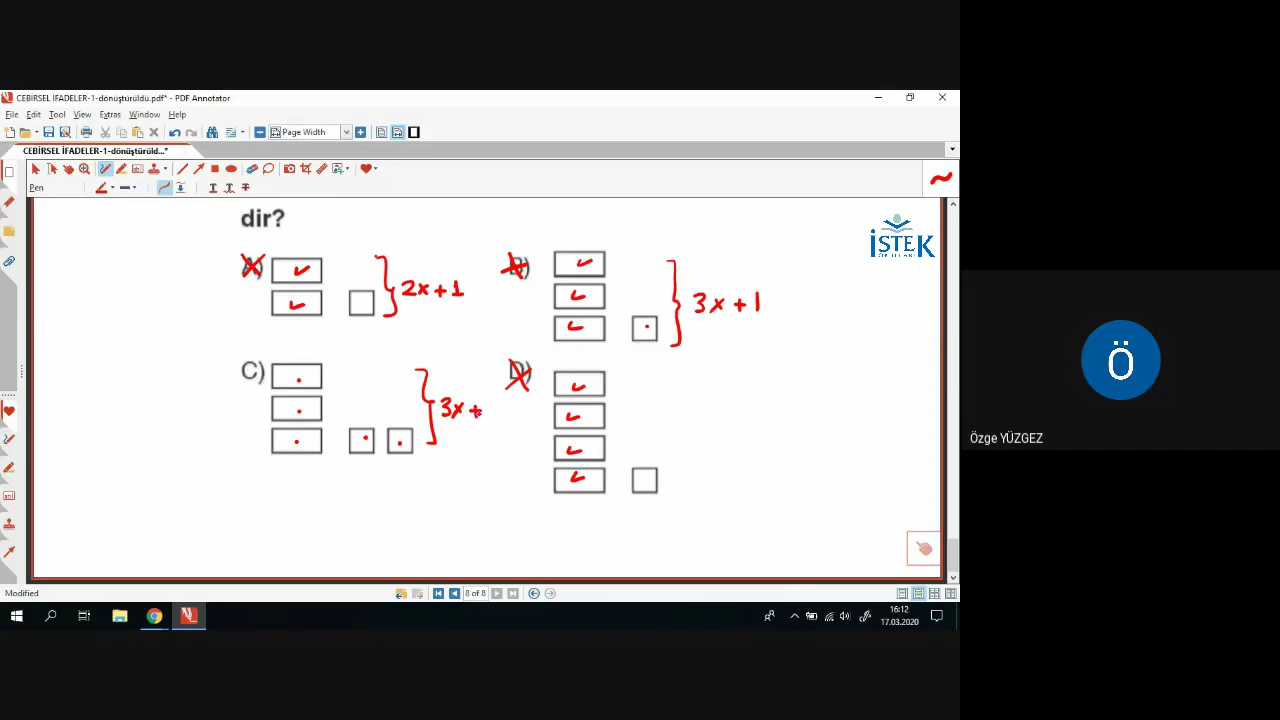 CEBİRSEL İFADELER-1-dönüştürüldü.pdf* - PDF Annotator
File Edit Tool View Extras Window Help
Page Width
CEBİRSEL İFADELER-1-dönüştürüld...*
Pen
dir?
İSTEK
A)
2x+1
B)
3x+1
C)
3x+
D)
Özge YÜZGEZ
Ö
Modified
8 of 8
16:12
17.03.2020